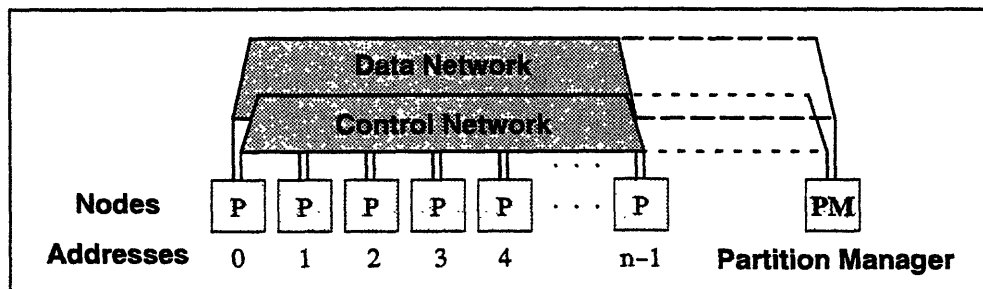 Data Network
Control Network
. . .
Nodes P P P P P . . . P PM
Addresses 0 1 2 3 4 n-1 Partition Manager